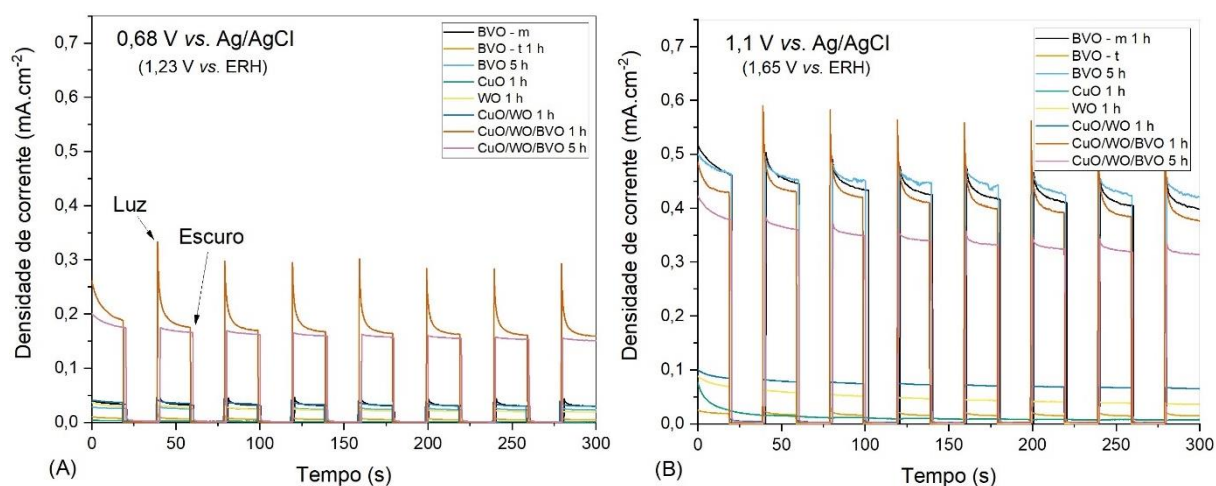 0,68 V vs. Ag/AgCl
(1,23 V vs. ERH)
BVO - m
BVO - t 1 h
BVO 5 h
CuO 1 h
WO 1 h
CuO/WO 1 h
CuO/WO/BVO 1 h
CuO/WO/BVO 5 h
Luz
Escuro
Densidade de corrente (mA.cm-2)
0,7
0,6
0,5
0,4
0,3
0,2
0,1
0,0
0 50 100 150 200 250 300
Tempo (s)
(A)
1,1 V vs. Ag/AgCl
(1,65 V vs. ERH)
BVO - m 1 h
BVO - t
BVO 5 h
CuO 1 h
WO 1 h
CuO/WO 1 h
CuO/WO/BVO 1 h
CuO/WO/BVO 5 h
Densidade de corrente (mA.cm-2)
0,7
0,6
0,5
0,4
0,3
0,2
0,1
0,0
0 50 100 150 200 250 300
Tempo (s)
(B)